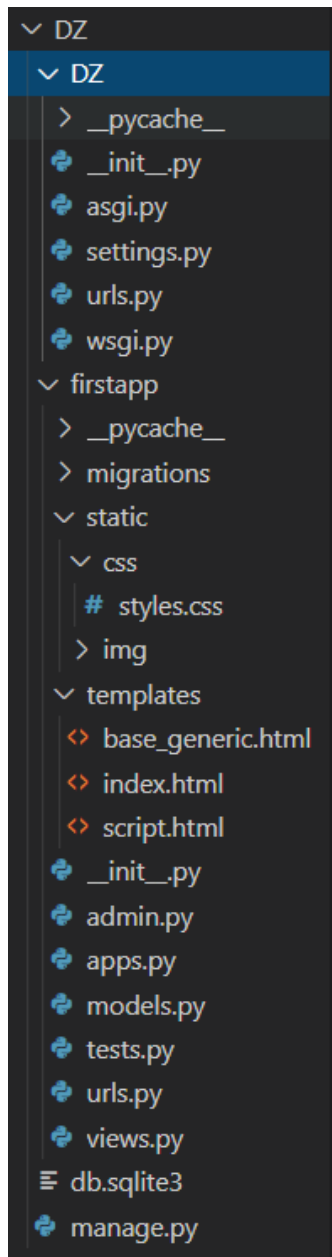 DZ
DZ
__pycache__
__init__.py
asgi.py
settings.py
urls.py
wsgi.py
firstapp
__pycache__
migrations
static
css
# styles.css
img
templates
<> base_generic.html
<> index.html
<> script.html
__init__.py
admin.py
apps.py
models.py
tests.py
urls.py
views.py
db.sqlite3
manage.py